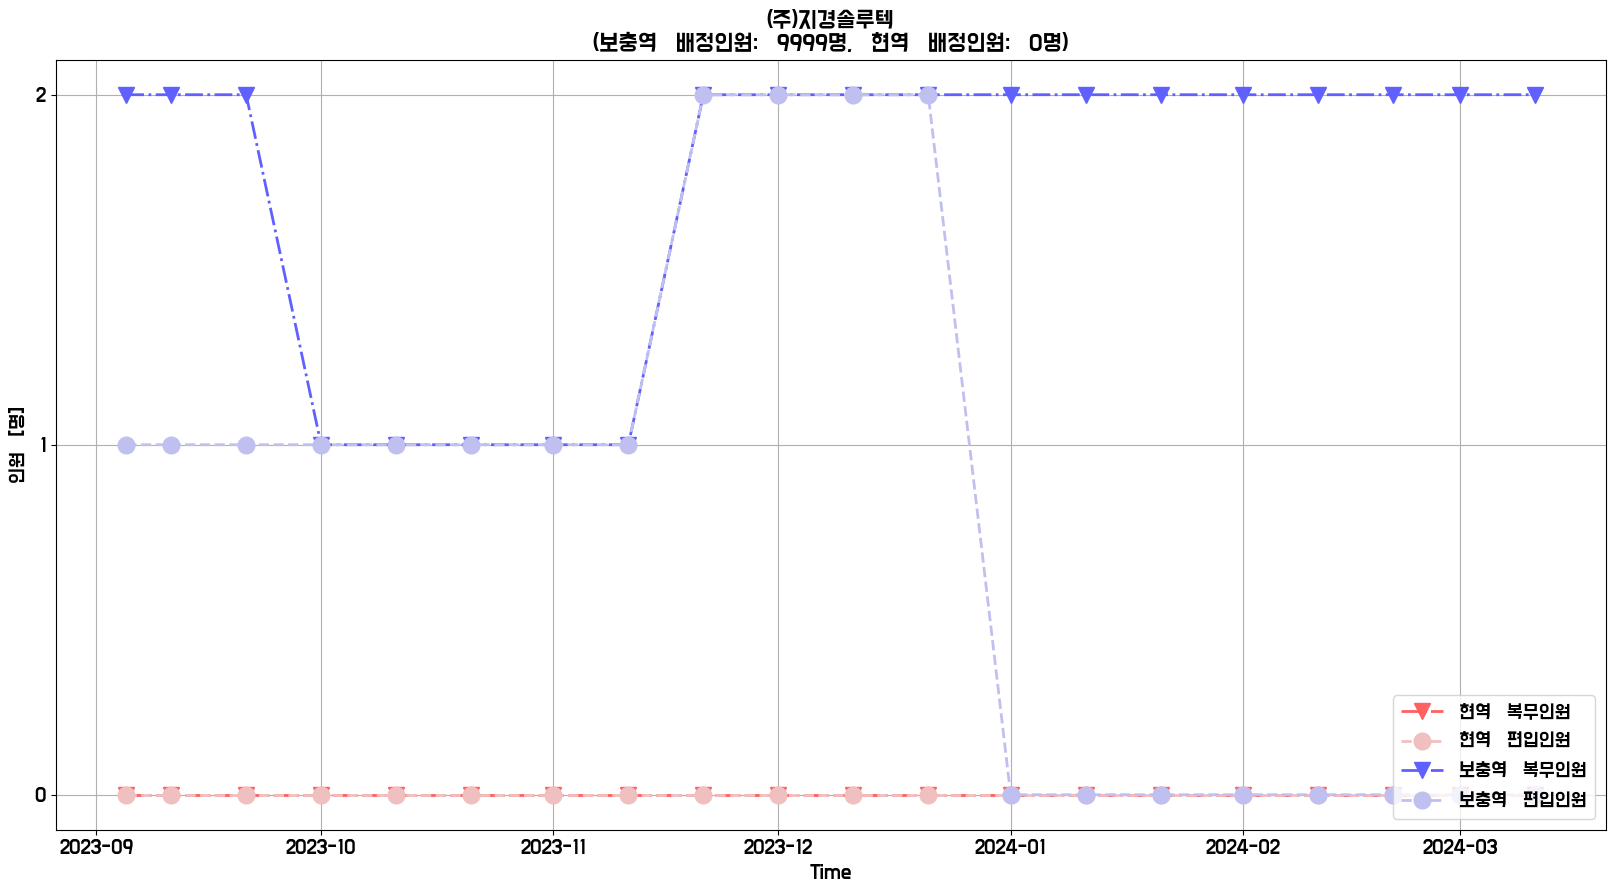 (주)지경솔루텍
(보충역 배정인원: 9999명, 현역 배정인원: 0명)
2
1
0
인원 [명]
2023-09 2023-10 2023-11 2023-12 2024-01 2024-02 2024-03
Time
현역 복무인원
현역 편입인원
보충역 복무인원
보충역 편입인원